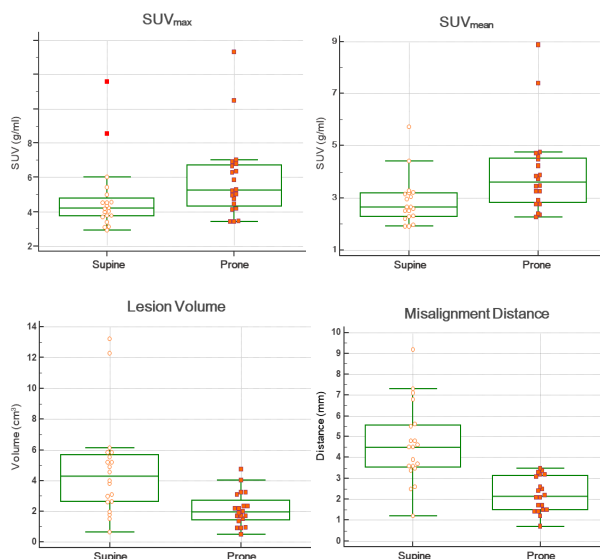 SUVmax
SUV (g/ml)
6
5
4
2
Supine
Prone
SUVmean
SUV (g/ml)
9
7
5
3
1
Supine
Prone
Lesion Volume
Volume (cm³)
14
12
10
8
6
4
2
0
Supine
Prone
Misalignment Distance
Distance (mm)
10
9
8
7
6
5
4
3
2
1
0
Supine
Prone